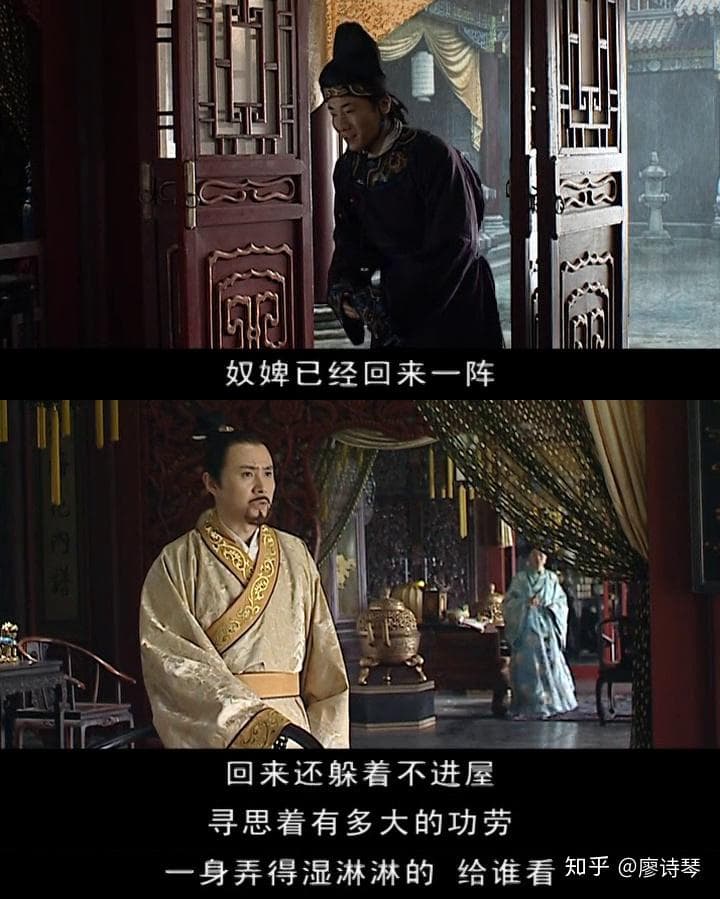 奴婢已经回来一阵
回来还躲着不进屋
寻思着有多大的功劳
一身弄得湿淋淋的 给谁看
知乎 @廖诗琴